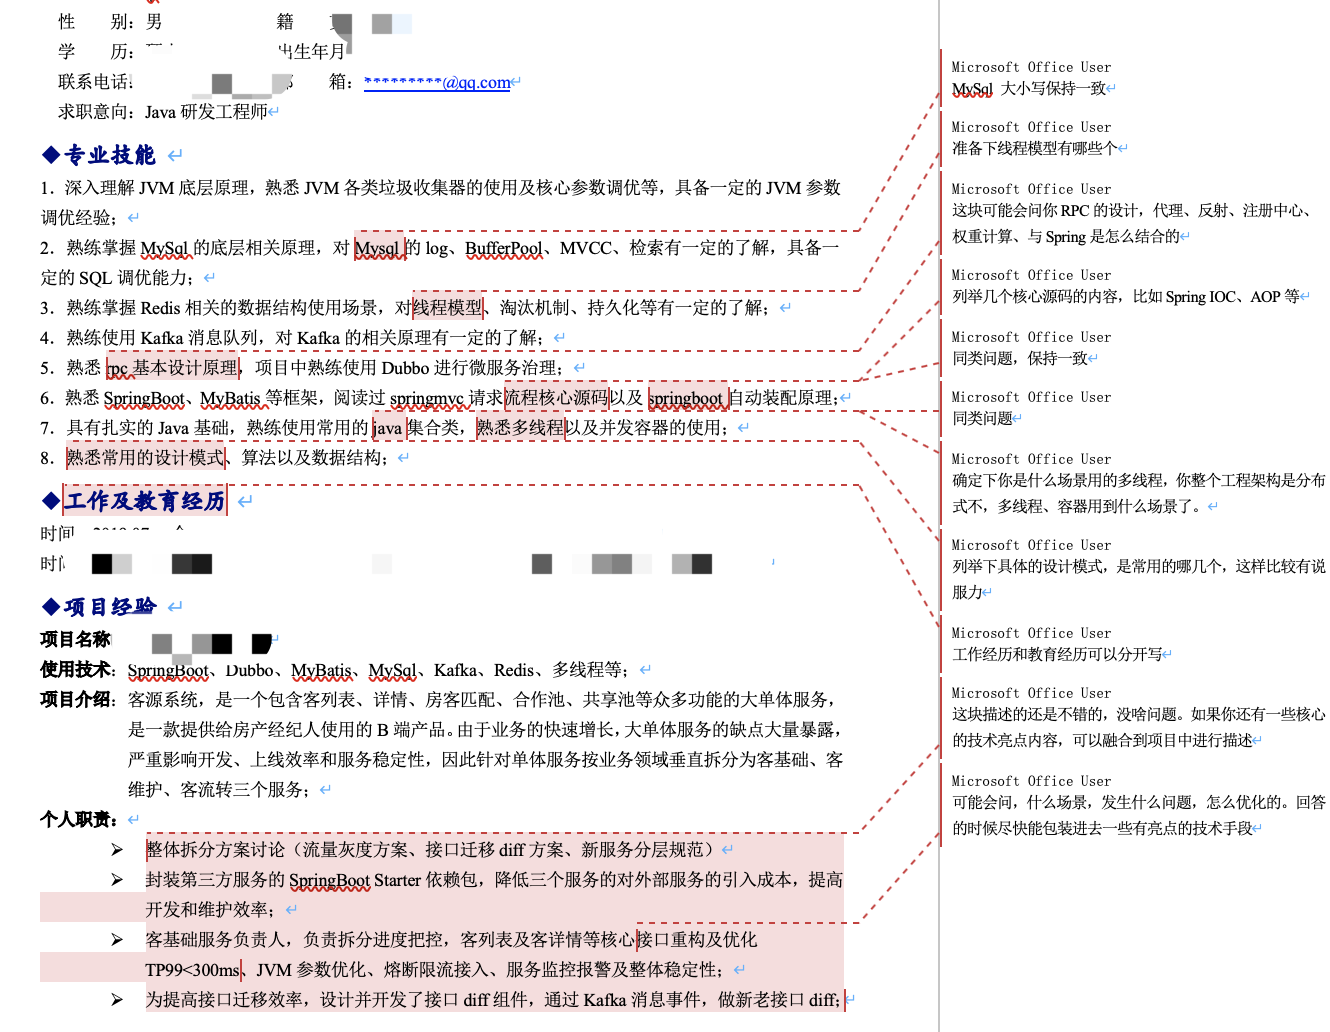 性 别：男 籍
学 历： 出生年月
联系电话： 箱：*********@qq.com
求职意向：Java 研发工程师
◆专业技能
1．深入理解 JVM 底层原理，熟悉 JVM 各类垃圾收集器的使用及核心参数调优等，具备一定的 JVM 参数
调优经验；
2．熟练掌握 MySql 的底层相关原理，对 Mysql 的 log、BufferPool、MVCC、检索有一定的了解，具备一
定的 SQL 调优能力；
3．熟练掌握 Redis 相关的数据结构使用场景，对线程模型、淘汰机制、持久化等有一定的了解；
4．熟练使用 Kafka 消息队列，对 Kafka 的相关原理有一定的了解；
5．熟悉 rpc 基本设计原理，项目中熟练使用 Dubbo 进行微服务治理；
6．熟悉 SpringBoot、MyBatis 等框架，阅读过 springmvc 请求流程核心源码以及 springboot 自动装配原理；
7．具有扎实的 Java 基础，熟练使用常用的 java 集合类，熟悉多线程以及并发容器的使用；
8．熟悉常用的设计模式、算法以及数据结构；
◆工作及教育经历
时间
◆项目经验
项目名称
使用技术：SpringBoot、Dubbo、MyBatis、MySql、Kafka、Redis、多线程等；
项目介绍：客源系统，是一个包含客列表、详情、房客匹配、合作池、共享池等众多功能的大单体服务，
是一款提供给房产经纪人使用的 B 端产品。由于业务的快速增长，大单体服务的缺点大量暴露，
严重影响开发、上线效率和服务稳定性，因此针对单体服务按业务领域垂直拆分为客基础、客
维护、客流转三个服务；
个人职责：
➢ 整体拆分方案讨论（流量灰度方案、接口迁移 diff 方案、新服务分层规范）
➢ 封装第三方服务的 SpringBoot Starter 依赖包，降低三个服务的对外部服务的引入成本，提高
开发和维护效率；
➢ 客基础服务负责人，负责拆分进度把控，客列表及客详情等核心接口重构及优化
TP99<300ms、JVM 参数优化、熔断限流接入、服务监控报警及整体稳定性；
➢ 为提高接口迁移效率，设计并开发了接口 diff 组件，通过 Kafka 消息事件，做新老接口 diff;
Microsoft Office User
MySql 大小写保持一致
Microsoft Office User
准备下线程模型有哪些个
Microsoft Office User
这块可能会问你 RPC 的设计，代理、反射、注册中心、
权重计算、与 Spring 是怎么结合的
Microsoft Office User
列举几个核心源码的内容，比如 Spring IOC、AOP 等
Microsoft Office User
同类问题，保持一致
Microsoft Office User
同类问题
Microsoft Office User
确定下你是什么场景用的多线程，你整个工程架构是分布
式不，多线程、容器用到什么场景了。
Microsoft Office User
列举下具体的设计模式，是常用的哪几个，这样比较有说
服力
Microsoft Office User
工作经历和教育经历可以分开写
Microsoft Office User
这块描述的还是不错的，没啥问题。如果你还有一些核心
的技术亮点内容，可以融合到项目中进行描述
Microsoft Office User
可能会问，什么场景，发生什么问题，怎么优化的。回答
的时候尽快能包装进去一些有亮点的技术手段